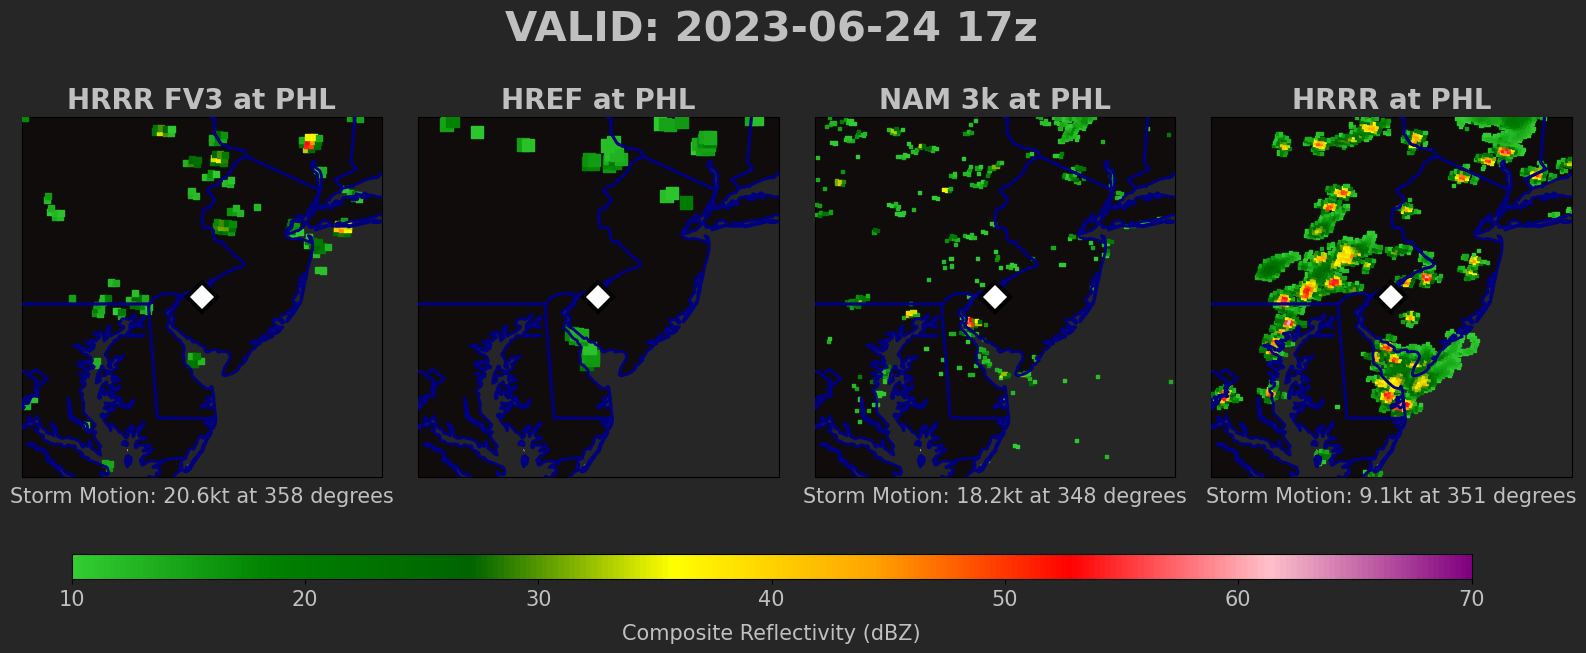 VALID: 2023-06-24 17z
HRRR FV3 at PHL
HREF at PHL
NAM 3k at PHL
HRRR at PHL
Storm Motion: 20.6kt at 358 degrees
Storm Motion: 18.2kt at 348 degrees
Storm Motion: 9.1kt at 351 degrees
10 20 30 40 50 60 70
Composite Reflectivity (dBZ)